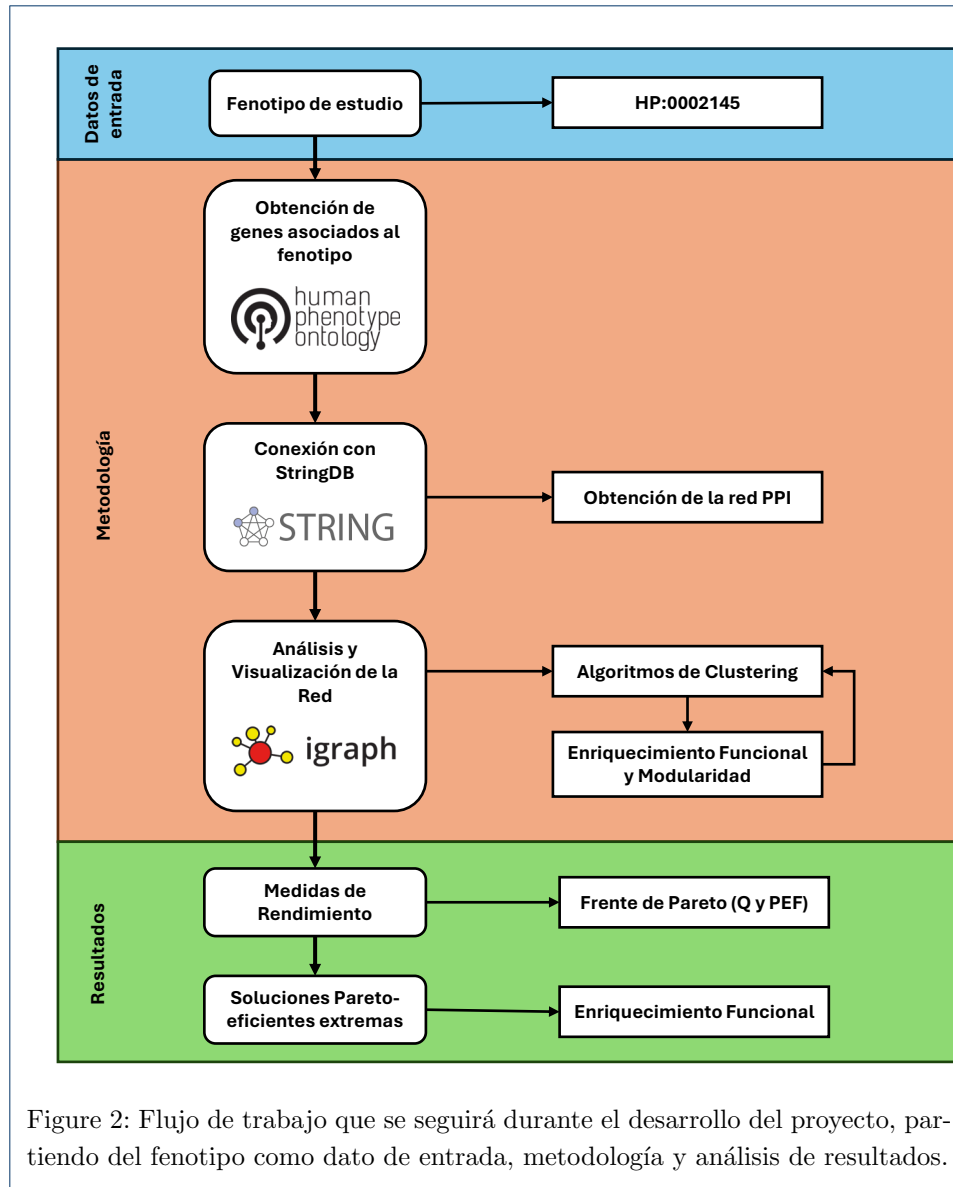 Datos de
entrada
Fenotipo de estudio
HP:0002145
Metodología
Obtención de
genes asociados al
fenotipo
human
phenotype
ontology
Conexión con
StringDB
STRING
Obtención de la red PPI
Análisis y
Visualización de la
Red
igraph
Algoritmos de Clustering
Enriquecimiento Funcional
y Modularidad
Resultados
Medidas de
Rendimiento
Frente de Pareto (Q y PEF)
Soluciones Pareto-
eficientes extremas
Enriquecimiento Funcional
Figure 2: Flujo de trabajo que se seguirá durante el desarrollo del proyecto, par-
tiendo del fenotipo como dato de entrada, metodología y análisis de resultados.